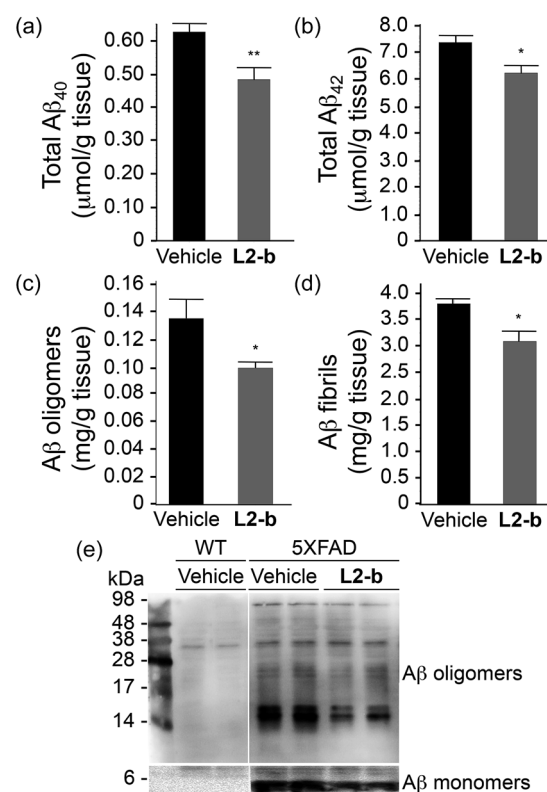 (a)
Total Aβ40
(μmol/g tissue)
0.60
0.50
0.40
0.30
0.20
0.10
0
Vehicle L2-b
**
(b)
Total Aβ42
(μmol/g tissue)
8.0
7.0
6.0
5.0
4.0
3.0
2.0
1.0
0
Vehicle L2-b
*
(c)
Aβ oligomers
(mg/g tissue)
0.16
0.14
0.12
0.10
0.08
0.06
0.04
0.02
0
Vehicle L2-b
*
(d)
Aβ fibrils
(mg/g tissue)
4.0
3.5
3.0
2.5
2.0
1.5
1.0
0.5
0
Vehicle L2-b
*
(e)
WT 5XFAD
kDa Vehicle Vehicle L2-b
98 -
48 -
38 -
28 -
17 -
14 -
6 -
Aβ oligomers
Aβ monomers